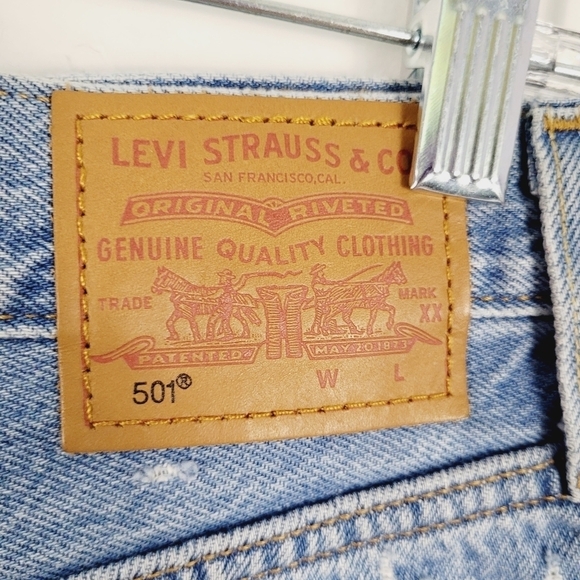 LEVI STRAUSS & CO
SAN FRANCISCO, CAL.
ORIGINAL RIVETED
GENUINE QUALITY CLOTHING
TRADE MARK
XX
PATENTED MAY 20 1873
501® W L